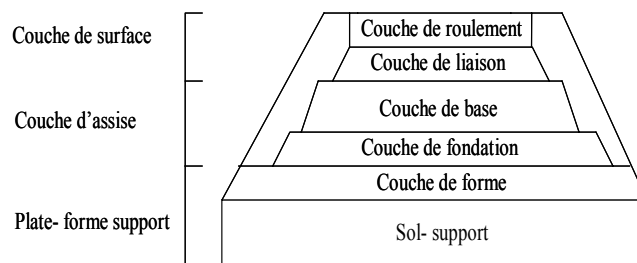 Couche de surface
Couche de roulement
Couche de liaison
Couche d'assise
Couche de base
Couche de fondation
Plate- forme support
Couche de forme
Sol- support